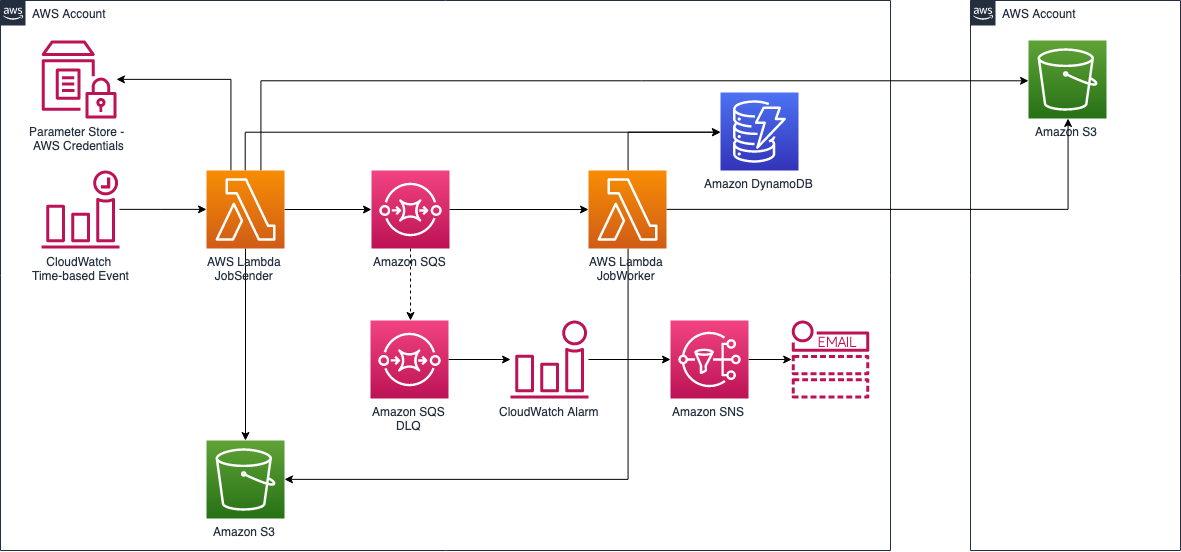 aws
AWS Account
aws
AWS Account
Parameter Store -
AWS Credentials
Amazon S3
Amazon DynamoDB
CloudWatch
Time-based Event
AWS Lambda
JobSender
Amazon SQS
AWS Lambda
JobWorker
EMAIL
Amazon SQS
DLQ
CloudWatch Alarm
Amazon SNS
Amazon S3